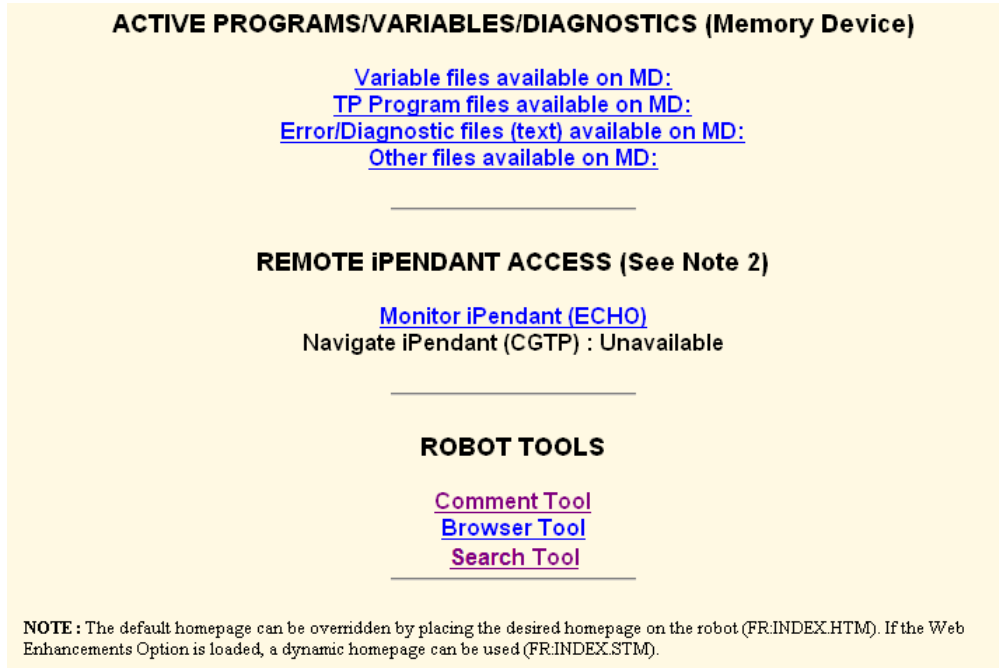 ACTIVE PROGRAMS/VARIABLES/DIAGNOSTICS (Memory Device)
Variable files available on MD:
TP Program files available on MD:
Error/Diagnostic files (text) available on MD:
Other files available on MD:
REMOTE iPENDANT ACCESS (See Note 2)
Monitor iPendant (ECHO)
Navigate iPendant (CGTP) : Unavailable
ROBOT TOOLS
Comment Tool
Browser Tool
Search Tool
NOTE : The default homepage can be overridden by placing the desired homepage on the robot (FR:INDEX.HTM). If the Web
Enhancements Option is loaded, a dynamic homepage can be used (FR:INDEX.STM).